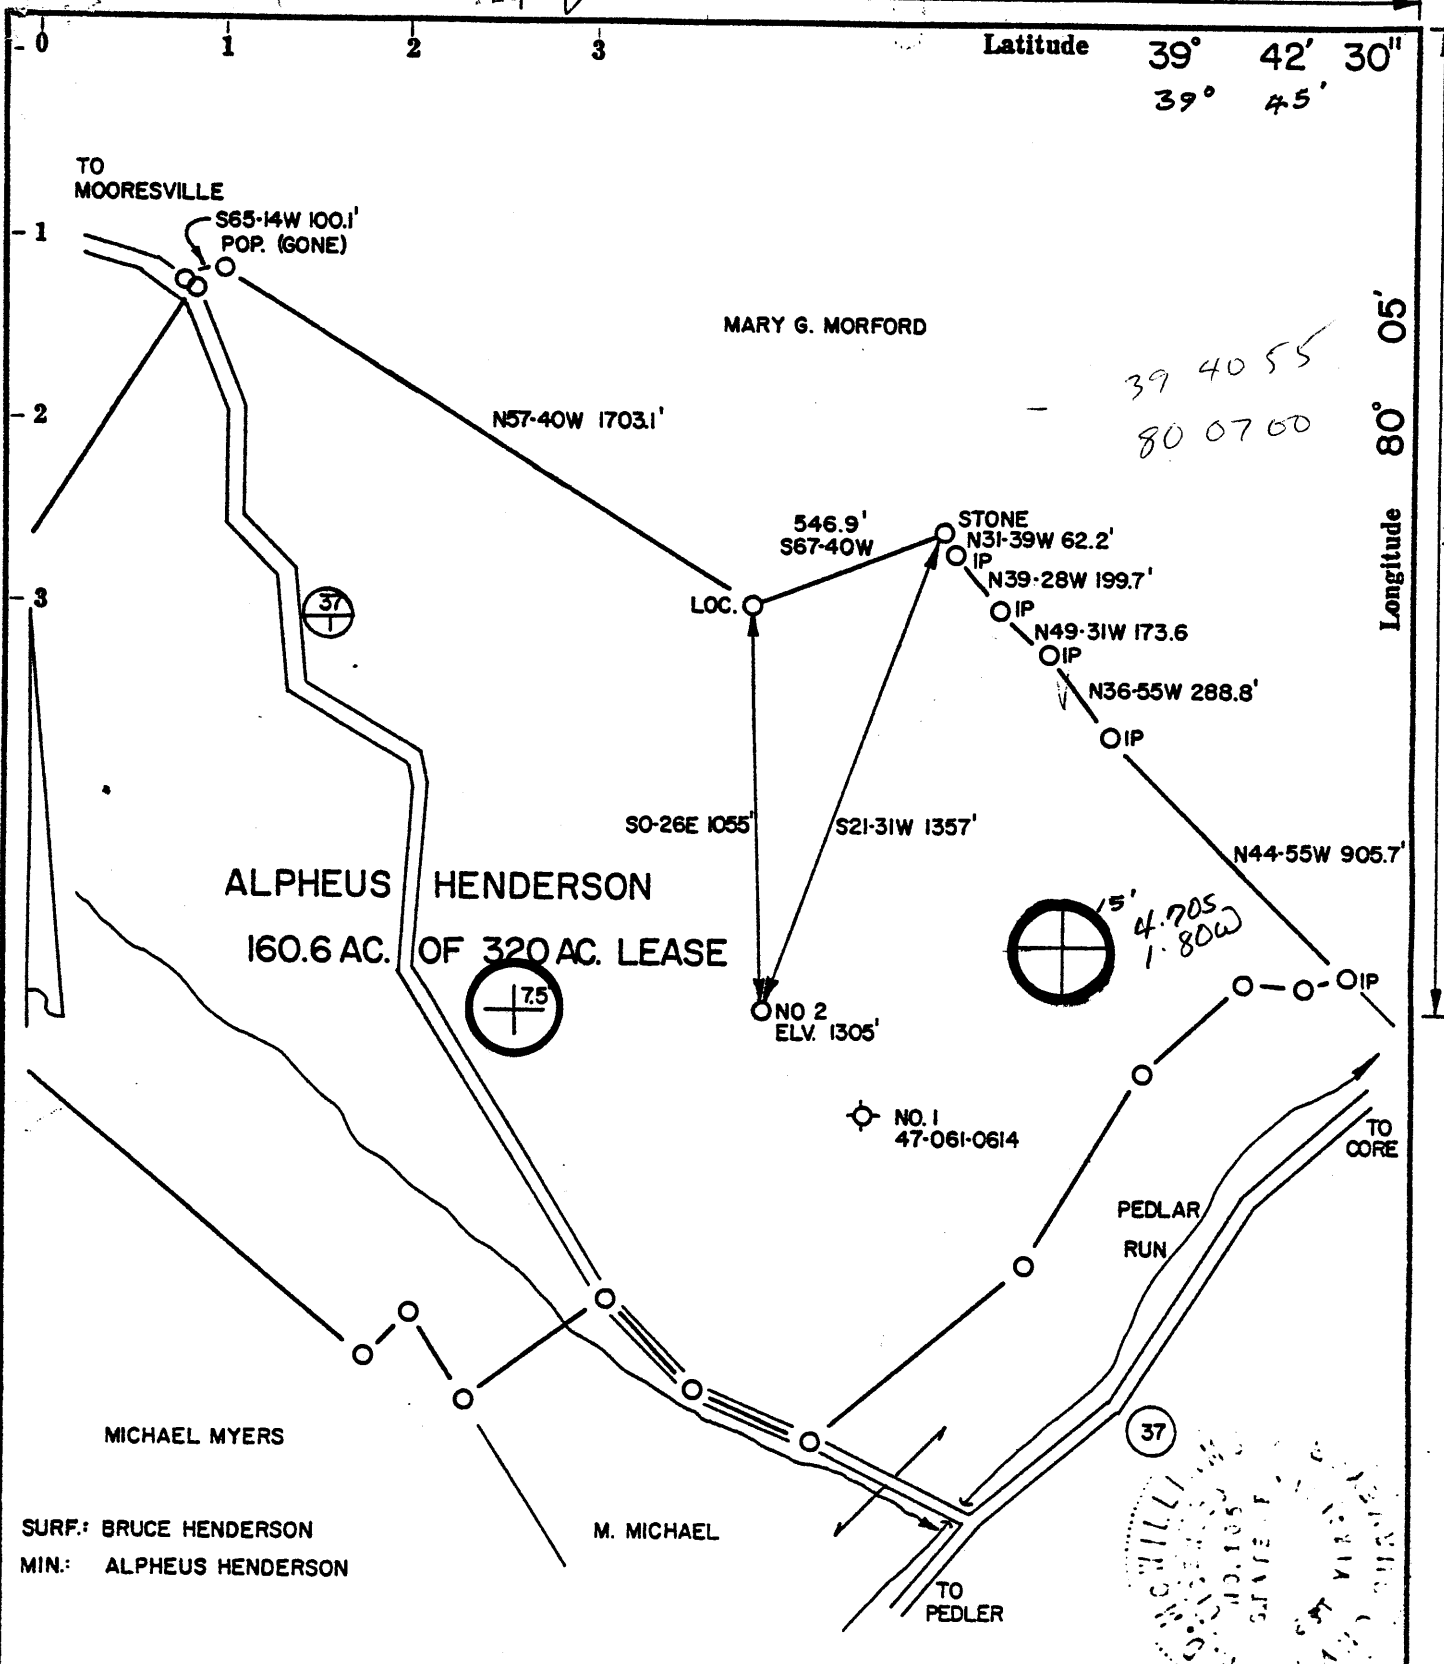 0 1 2 3 Latitude 39° 42' 30"
39° 45'
TO
MOORESVILLE
S65-14W 100.1'
POP. (GONE)
- 1
MARY G. MORFORD
05'
39 40 55
80 07 00
80°
- 2
N57-40W 1703.1'
Longitude
546.9'
S67-40W
STONE
N31-39W 62.2'
IP
N39-28W 199.7'
- 3
37
LOC.
IP
N49-31W 173.6
IP
N36-55W 288.8'
IP
S0-26E 1055'
S21-31W 1357'
N44-55W 905.7'
ALPHEUS HENDERSON
160.6 AC. OF 320 AC. LEASE
15'
4.70S
1.80W
7.5'
IP
NO 2
ELV. 1305'
NO. 1
47-061-0614
TO
CORE
PEDLAR
RUN
37
MICHAEL MYERS
SURF.: BRUCE HENDERSON
M. MICHAEL
MIN.: ALPHEUS HENDERSON
TO
PEDLER